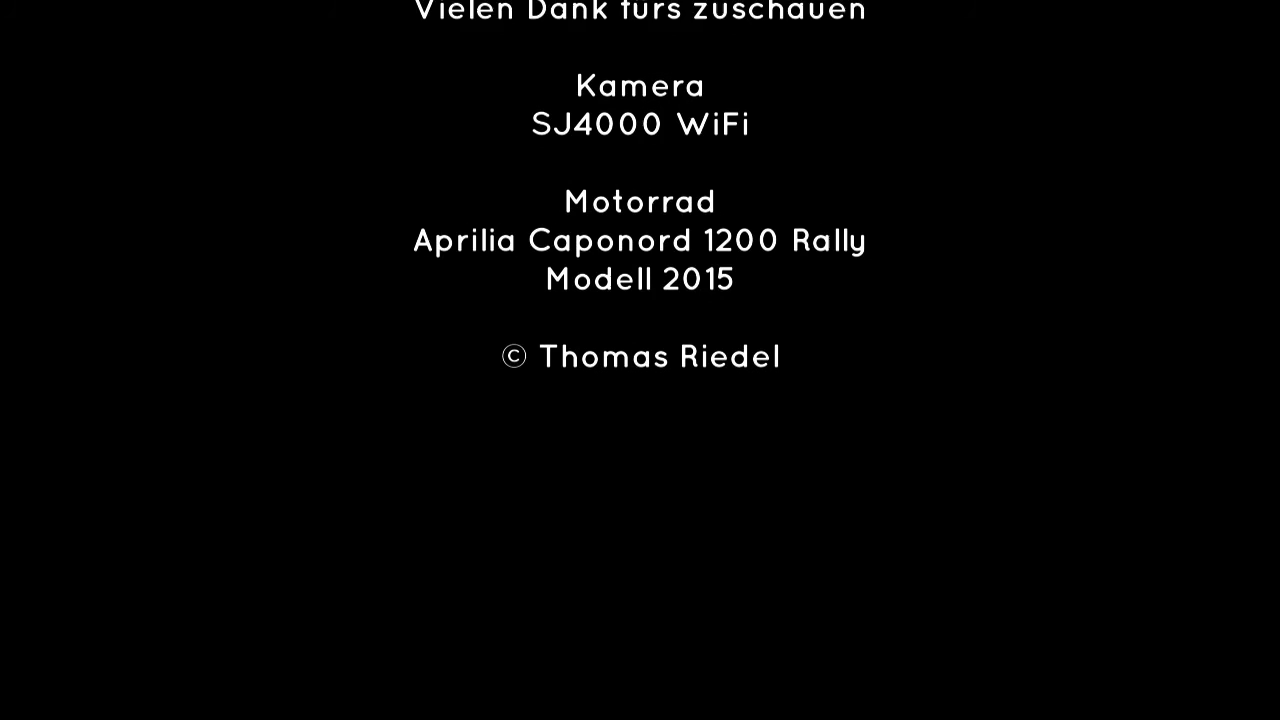 Vielen Dank fürs zuschauen
Kamera
SJ4000 WiFi
Motorrad
Aprilia Caponord 1200 Rally
Modell 2015
© Thomas Riedel